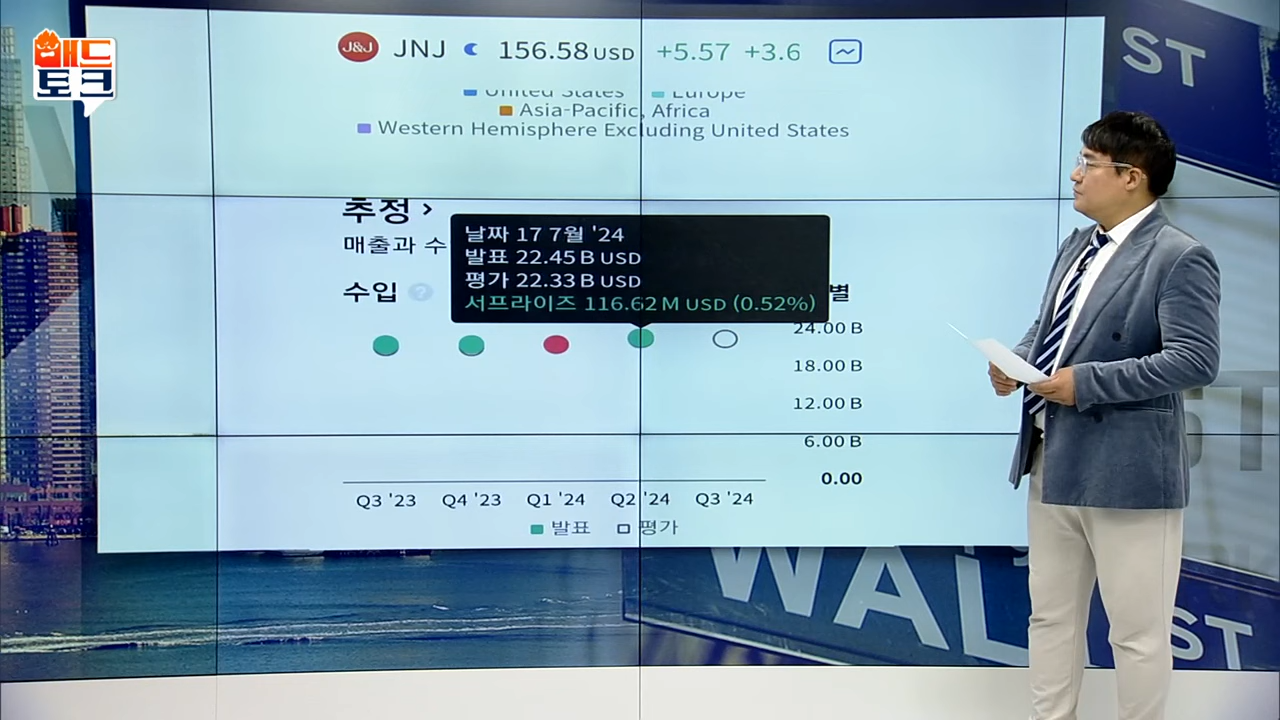 매드
토크
J&J JNJ 156.58 USD +5.57 +3.6
United States Europe
Asia-Pacific, Africa
Western Hemisphere Excluding United States
추정 >
매출과 수
날짜 17 7월 '24
발표 22.45 B USD
평가 22.33 B USD
서프라이즈 116.62 M USD (0.52%)
수입 ?
별
24.00 B
18.00 B
12.00 B
6.00 B
0.00
Q3 '23 Q4 '23 Q1 '24 Q2 '24 Q3 '24
발표 평가
ST
ST
WALL
ST